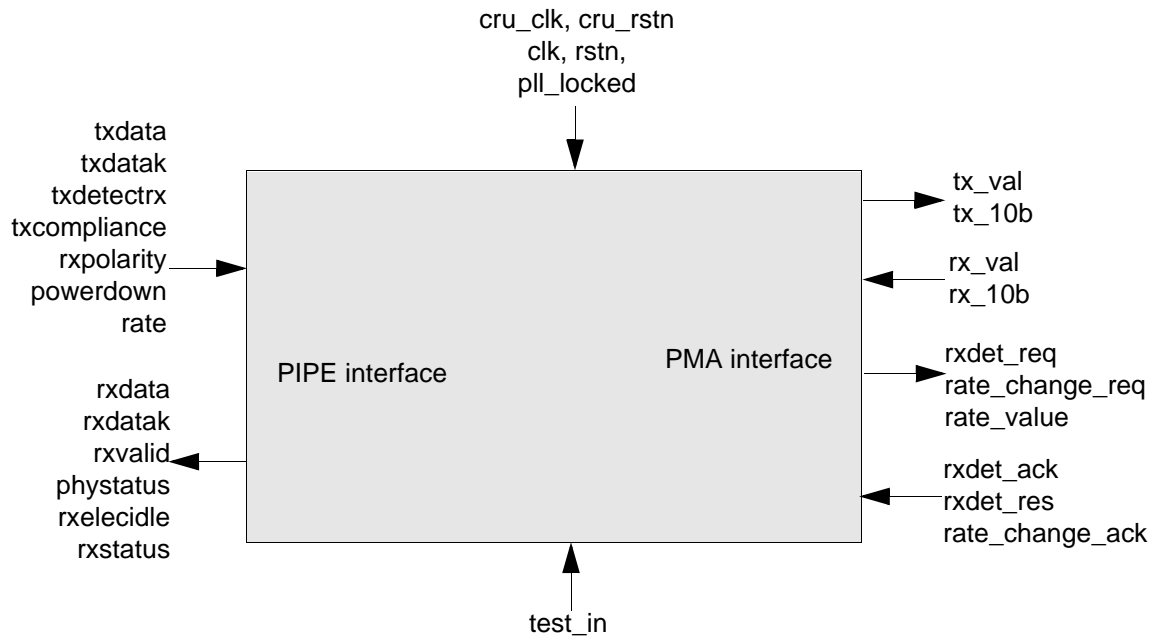 cru_clk, cru_rstn
clk, rstn,
pll_locked
txdata
txdatak
txdetectrx
txcompliance
rxpolarity
powerdown
rate
rxdata
rxdatak
rxvalid
phystatus
rxelecidle
rxstatus
PIPE interface
PMA interface
tx_val
tx_10b
rx_val
rx_10b
rxdet_req
rate_change_req
rate_value
rxdet_ack
rxdet_res
rate_change_ack
test_in